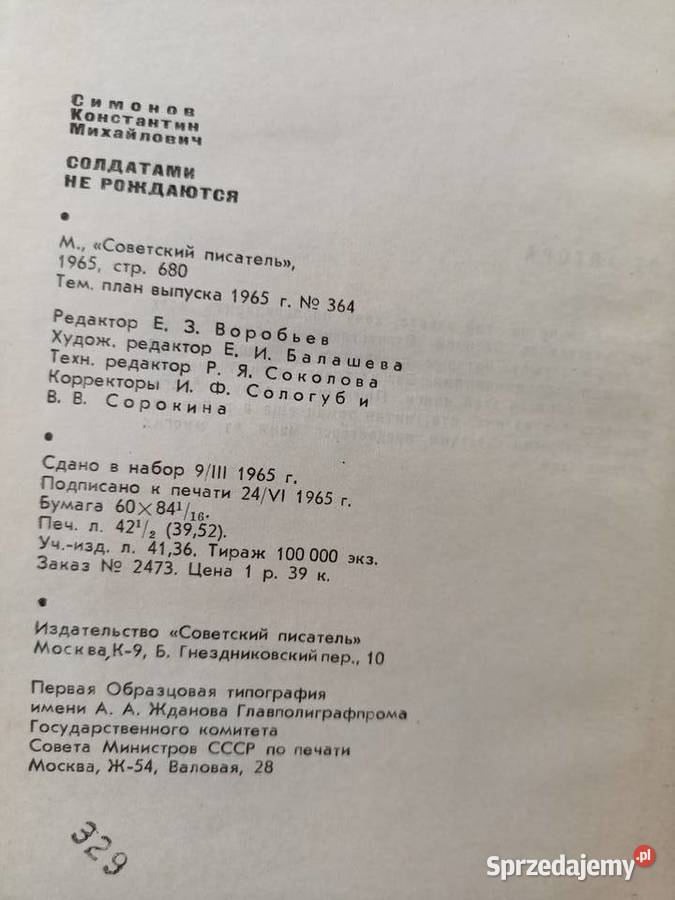 Симонов
Константин
Михайлович
СОЛДАТАМИ
НЕ РОЖДАЮТСЯ
•
М., «Советский писатель»,
1965, стр. 680
Тем. план выпуска 1965 г. № 364
Редактор Е. З. Воробьев
Худож. редактор Е. И. Балашева
Техн. редактор Р. Я. Соколова
Корректоры И. Ф. Сологуб и
В. В. Сорокина
•
Сдано в набор 9/III 1965 г.
Подписано к печати 24/VI 1965 г.
Бумага 60×84¹/₁₆.
Печ. л. 42¹/₂ (39,52).
Уч.-изд. л. 41,36. Тираж 100 000 экз.
Заказ № 2473. Цена 1 р. 39 к.
•
Издательство «Советский писатель»
Москва, К-9, Б. Гнездниковский пер., 10
Первая Образцовая типография
имени А. А. Жданова Главполиграфпрома
Государственного комитета
Совета Министров СССР по печати
Москва, Ж-54, Валовая, 28
329
Sprzedajemy.pl